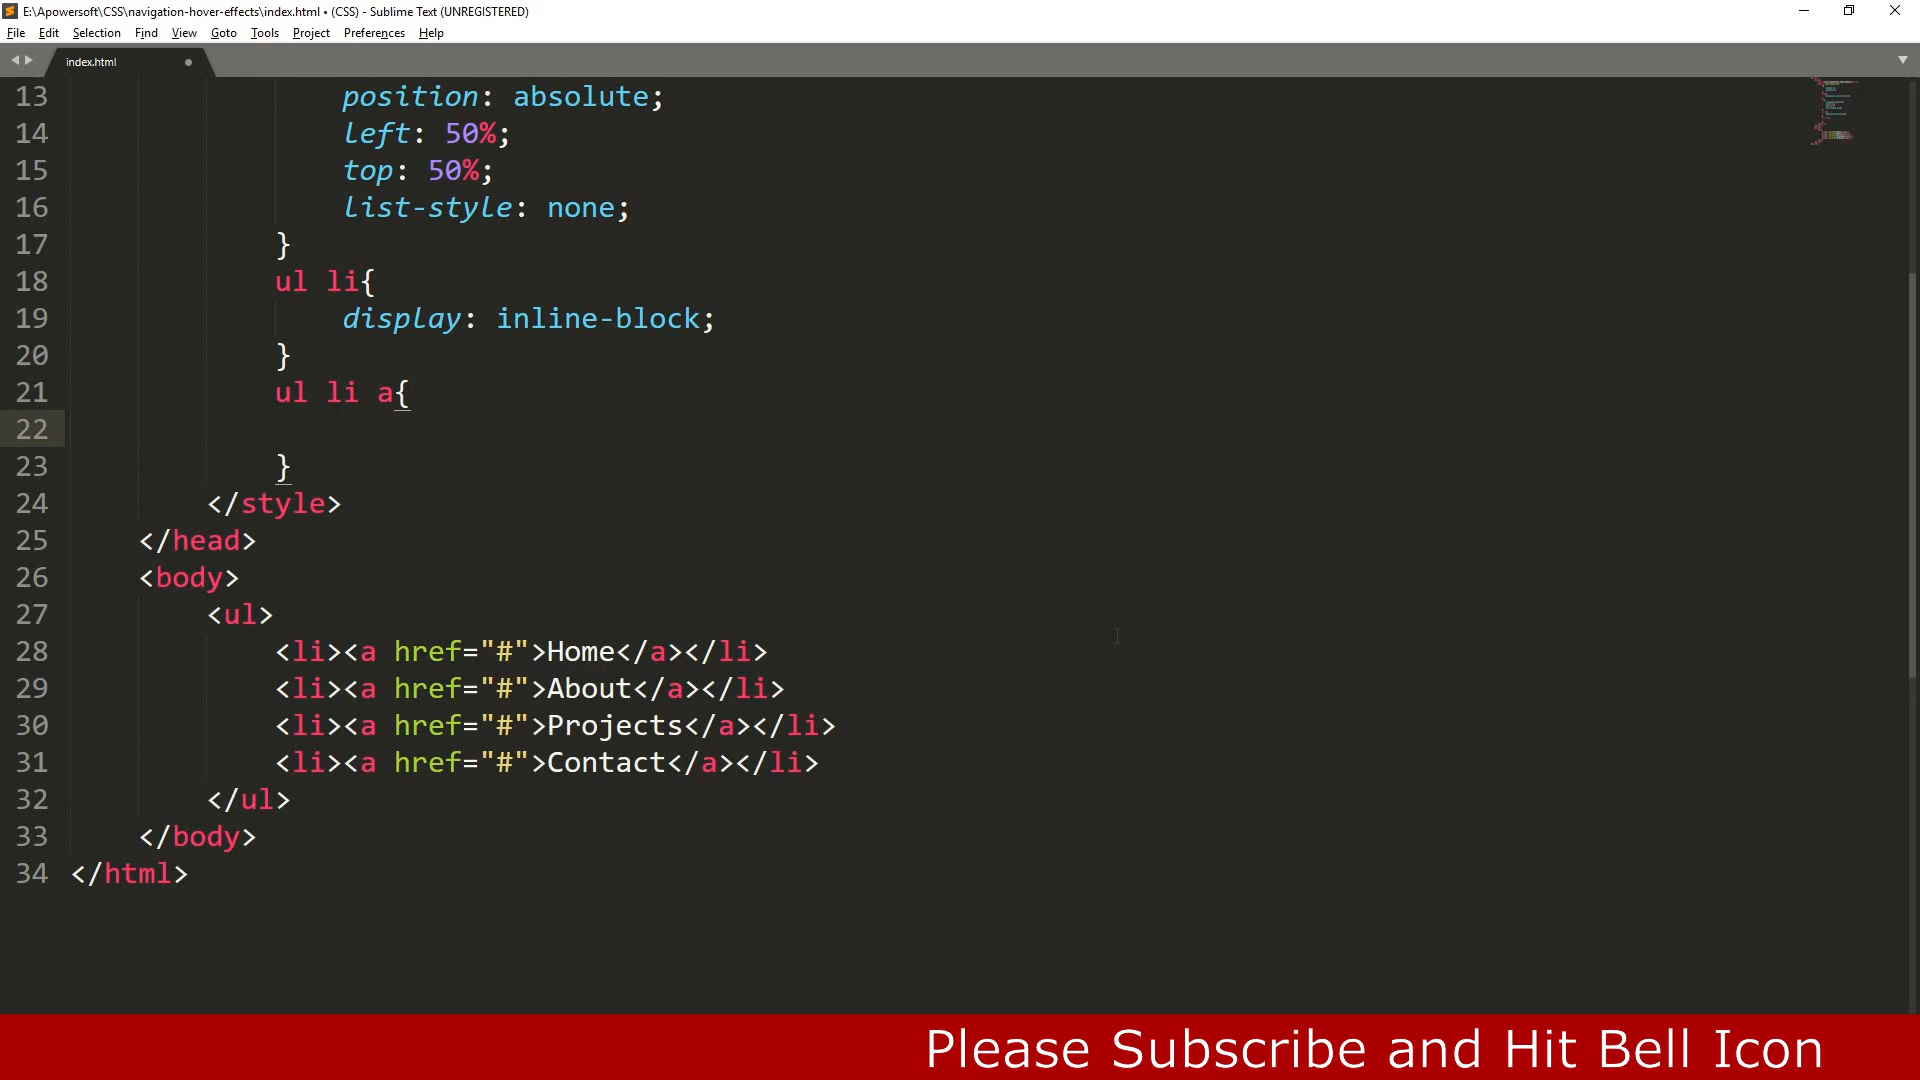 E:\Apowersoft\CSS\navigation-hover-effects\index.html • (CSS) - Sublime Text (UNREGISTERED)
File Edit Selection Find View Goto Tools Project Preferences Help
index.html
13 position: absolute;
14 left: 50%;
15 top: 50%;
16 list-style: none;
17 }
18 ul li{
19 display: inline-block;
20 }
21 ul li a{
22
23 }
24 </style>
25 </head>
26 <body>
27 <ul>
28 <li><a href="#">Home</a></li>
29 <li><a href="#">About</a></li>
30 <li><a href="#">Projects</a></li>
31 <li><a href="#">Contact</a></li>
32 </ul>
33 </body>
34 </html>
Please Subscribe and Hit Bell Icon